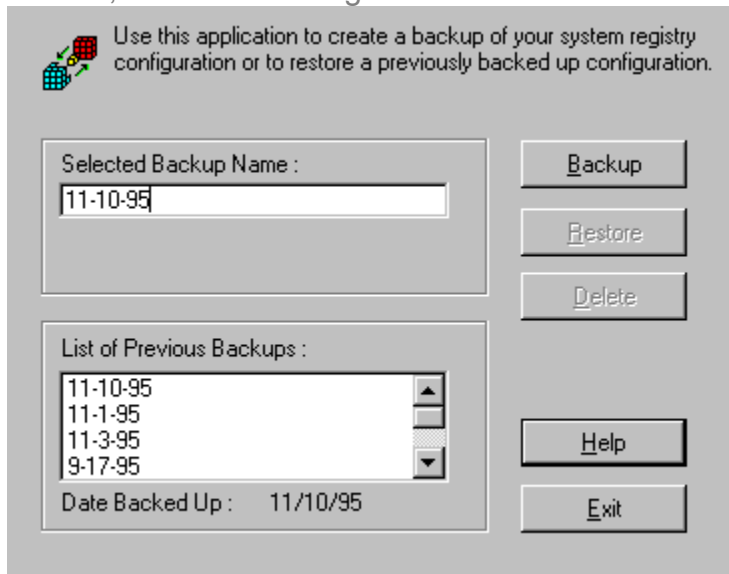 Use this application to create a backup of your system registry
configuration or to restore a previously backed up configuration.
Selected Backup Name :
11-10-95
Backup
Restore
Delete
List of Previous Backups :
11-10-95
11-1-95
11-3-95
9-17-95
Date Backed Up : 11/10/95
Help
Exit